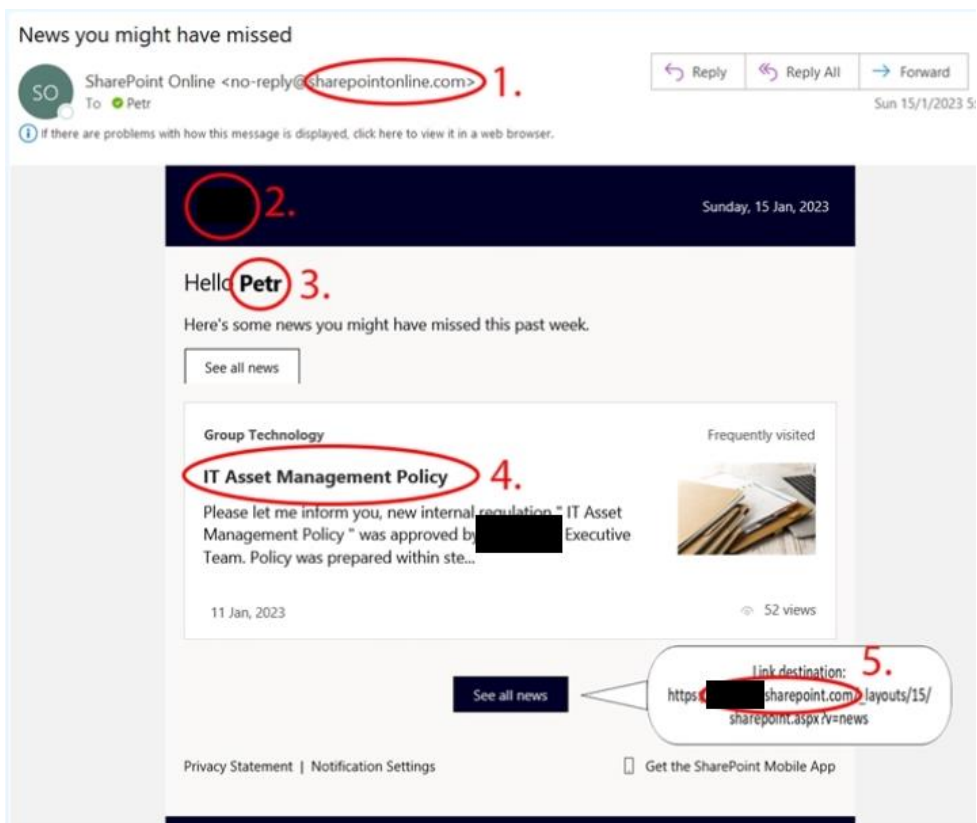 News you might have missed
SO
SharePoint Online <no-reply@sharepointonline.com> 1.
Reply Reply All Forward
To Petr
Sun 15/1/2023 5:
If there are problems with how this message is displayed, click here to view it in a web browser.
2.
Sunday, 15 Jan, 2023
Hello Petr 3.
Here's some news you might have missed this past week.
See all news
Group Technology
Frequently visited
IT Asset Management Policy 4.
Please let me inform you, new internal regulation " IT Asset
Management Policy " was approved by Executive
Team. Policy was prepared within ste...
11 Jan, 2023
52 views
See all news
5.
Link destination:
https: sharepoint.com/_layouts/15/
sharepoint.aspx?v=news
Privacy Statement | Notification Settings
Get the SharePoint Mobile App